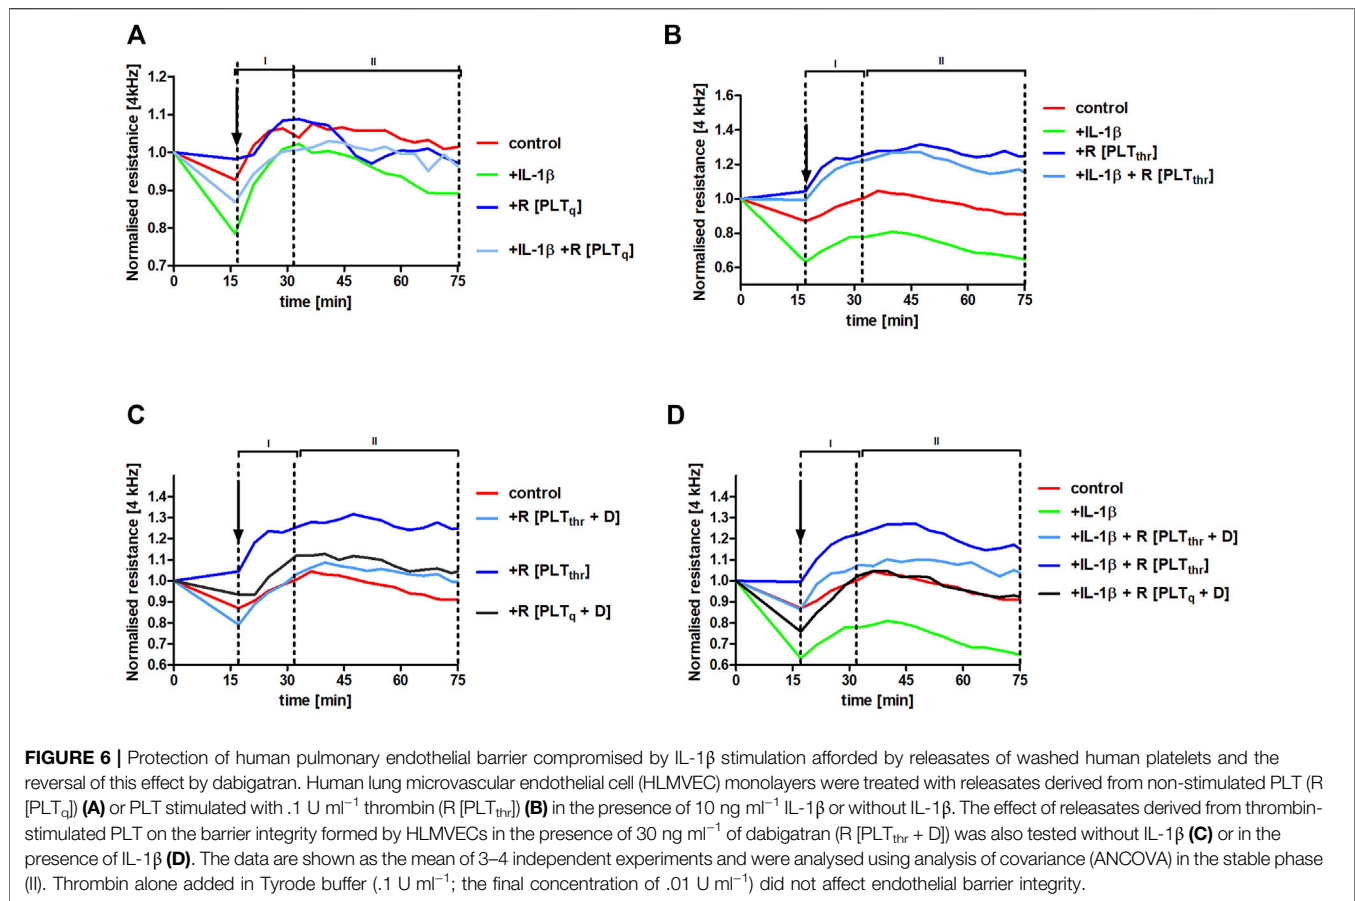 A
I
II
1.2
1.1
1.0
0.9
0.8
0.7
0
15
30
45
60
75
Normalised resistanice [4kHz]
time [min]
control
+IL-1β
+R [PLTq]
+IL-1β +R [PLTq]
B
I
II
1.6
1.4
1.2
1.0
0.8
0.6
0
15
30
45
60
75
Normalised resistance [4 kHz]
time [min]
control
+IL-1β
+R [PLTthr]
+IL-1β + R [PLTthr]
C
I
II
1.4
1.3
1.2
1.1
1.0
0.9
0.8
0.7
0.6
0
15
30
45
60
75
Normalised resistance [4 kHz]
time [min]
control
+R [PLTthr + D]
+R [PLTthr]
+R [PLTq + D]
D
I
II
1.4
1.3
1.2
1.1
1.0
0.9
0.8
0.7
0.6
0
15
30
45
60
75
Normalised resistance [4 kHz]
time [min]
control
+IL-1β
+IL-1β + R [PLTthr + D]
+IL-1β + R [PLTthr]
+IL-1β + R [PLTq + D]
FIGURE 6 | Protection of human pulmonary endothelial barrier compromised by IL-1β stimulation afforded by releasates of washed human platelets and the
reversal of this effect by dabigatran. Human lung microvascular endothelial cell (HLMVEC) monolayers were treated with releasates derived from non-stimulated PLT (R
[PLTq]) (A) or PLT stimulated with .1 U ml−1 thrombin (R [PLTthr]) (B) in the presence of 10 ng ml−1 IL-1β or without IL-1β. The effect of releasates derived from thrombin-
stimulated PLT on the barrier integrity formed by HLMVECs in the presence of 30 ng ml−1 of dabigatran (R [PLTthr + D]) was also tested without IL-1β (C) or in the
presence of IL-1β (D). The data are shown as the mean of 3–4 independent experiments and were analysed using analysis of covariance (ANCOVA) in the stable phase
(II). Thrombin alone added in Tyrode buffer (.1 U ml−1; the final concentration of .01 U ml−1) did not affect endothelial barrier integrity.